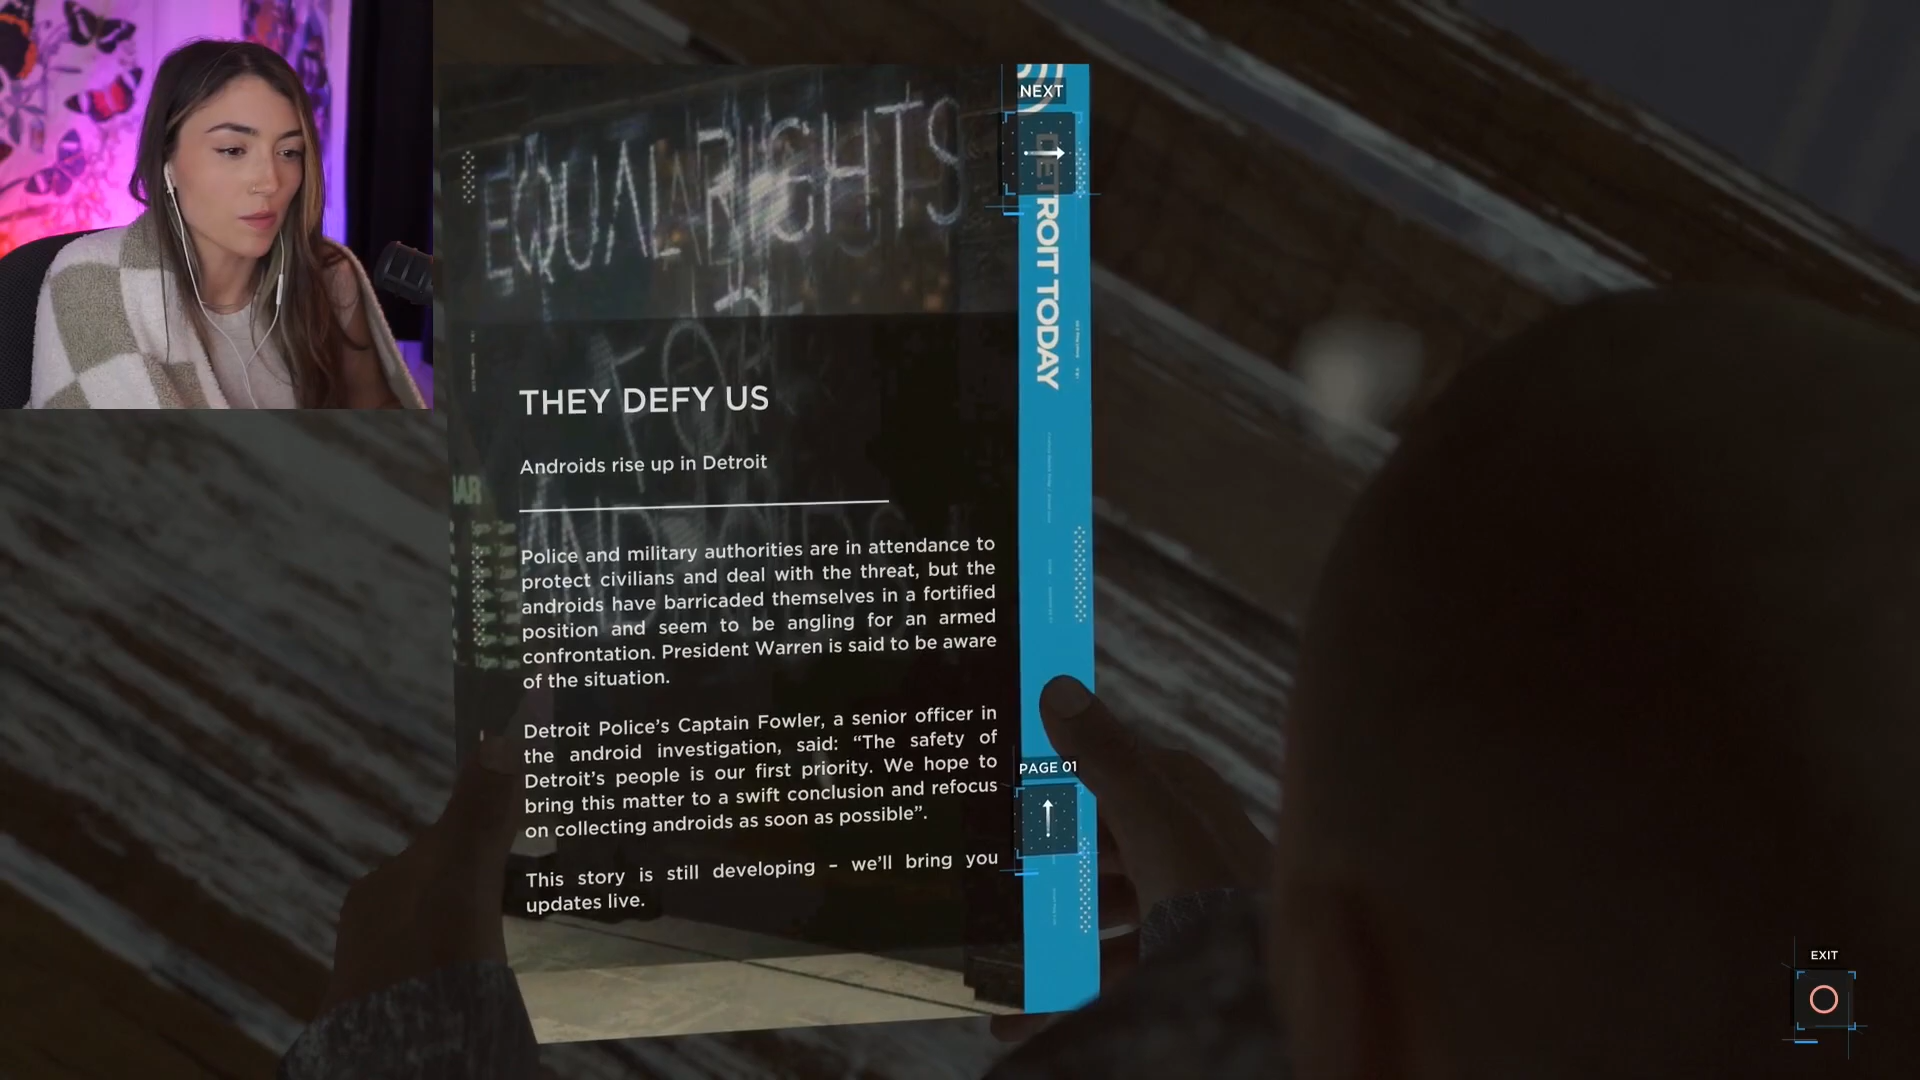 EQUAL RIGHTS
FOR
ANDROIDS
NEXT
DETROIT TODAY
THEY DEFY US
Androids rise up in Detroit
Police and military authorities are in attendance to
protect civilians and deal with the threat, but the
androids have barricaded themselves in a fortified
position and seem to be angling for an armed
confrontation. President Warren is said to be aware
of the situation.
Detroit Police's Captain Fowler, a senior officer in
the android investigation, said: “The safety of
Detroit's people is our first priority. We hope to
bring this matter to a swift conclusion and refocus
on collecting androids as soon as possible”.
This story is still developing – we'll bring you
updates live.
PAGE 01
EXIT